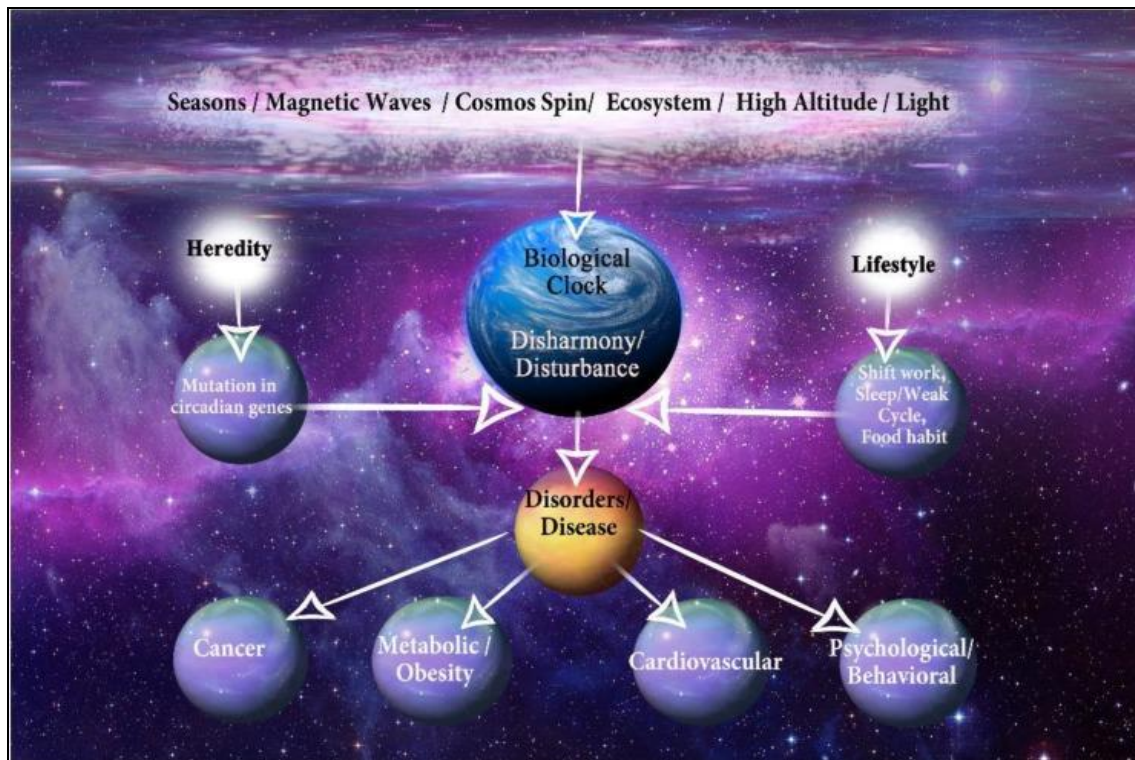 Seasons / Magnetic Waves / Cosmos Spin/ Ecosystem / High Altitude / Light
Heredity
Biological
Clock
Disharmony/
Disturbance
Lifestyle
Mutation in
circadian genes
Shift work,
Sleep/Weak
Cycle,
Food habit
Disorders/
Disease
Cancer
Metabolic /
Obesity
Cardiovascular
Psychological/
Behavioral